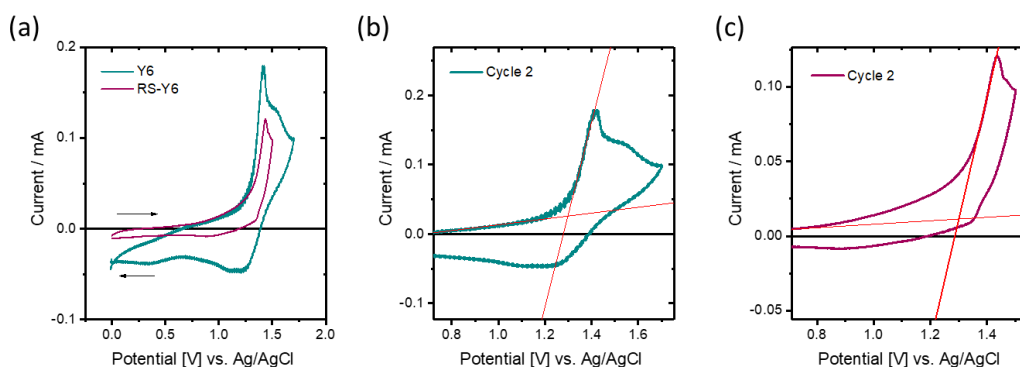 (a)
0.2
0.1
0.0
-0.1
Current / mA
Y6
RS-Y6
0.0
0.5
1.0
1.5
2.0
Potential [V] vs. Ag/AgCl
(b)
0.2
0.1
0.0
-0.1
Current / mA
Cycle 2
0.8
1.0
1.2
1.4
1.6
Potential [V] vs. Ag/AgCl
(c)
0.10
0.05
0.00
-0.05
Current / mA
Cycle 2
0.8
1.0
1.2
1.4
Potential [V] vs. Ag/AgCl